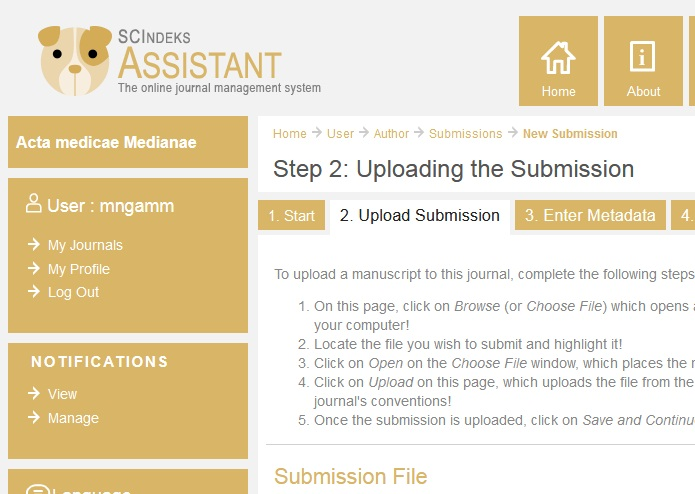 SCINDEKS
ASSISTANT
The online journal management system
Home
About
Acta medicae Medianae
User : mngamm
My Journals
My Profile
Log Out
NOTIFICATIONS
View
Manage
Home → User → Author → Submissions → New Submission
Step 2: Uploading the Submission
1. Start
2. Upload Submission
3. Enter Metadata
4.
To upload a manuscript to this journal, complete the following steps
1. On this page, click on Browse (or Choose File) which opens
your computer!
2. Locate the file you wish to submit and highlight it!
3. Click on Open on the Choose File window, which places the
4. Click on Upload on this page, which uploads the file from the
journal's conventions!
5. Once the submission is uploaded, click on Save and Continu
Submission File